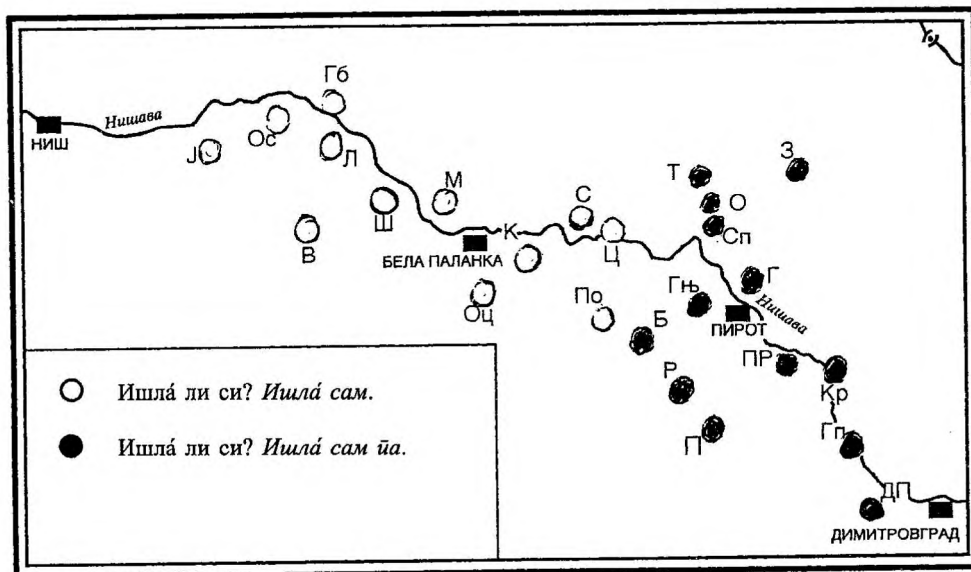 Гб
Нишава
НИШ
Ос
Ј
Л
З
Т
М
О
С
Ш
Сп
К
В
Ц
БЕЛА ПАЛАНКА
Г
Гњ
Оц
По
Нишава
Б
ПИРОТ
ПР
Р
Кр
Гп
П
ДП
ДИМИТРОВГРАД
Ишла́ ли си? Ишла́ сам.
Ишла́ ли си? Ишла́ сам па.